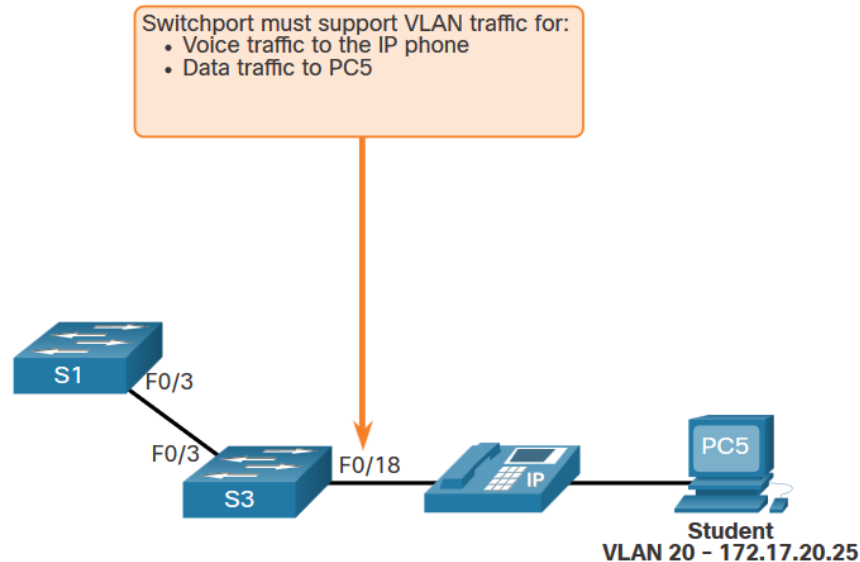 Switchport must support VLAN traffic for:
• Voice traffic to the IP phone
• Data traffic to PC5
S1
F0/3
F0/3
S3
F0/18
IP
PC5
Student
VLAN 20 - 172.17.20.25